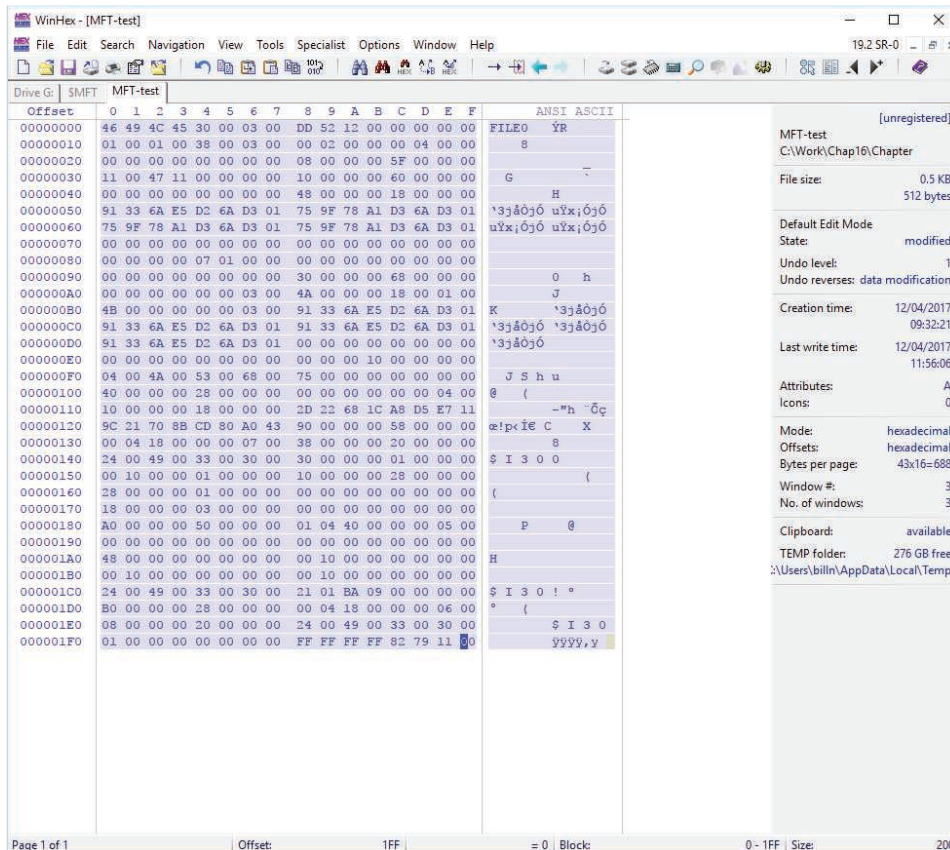 WinHex - [MFT-test]
File Edit Search Navigation View Tools Specialist Options Window Help
19.2 SR-0
Drive G: $MFT MFT-test
Offset 0 1 2 3 4 5 6 7 8 9 A B C D E F ANSI ASCII
00000000 46 49 4C 45 30 00 03 00 DD 52 12 00 00 00 00 00 FILE0 ÝR
00000010 01 00 01 00 38 00 03 00 00 02 00 00 00 04 00 00 8
00000020 00 00 00 00 00 00 00 00 08 00 00 00 5F 00 00 00 _
00000030 11 00 47 11 00 00 00 00 10 00 00 00 60 00 00 00 G `
00000040 00 00 00 00 00 00 00 00 48 00 00 00 18 00 00 00 H
00000050 91 33 6A E5 D2 6A D3 01 75 9F 78 A1 D3 6A D3 01 ‘3jåÒjÓ uŸx¡ÓjÓ
00000060 75 9F 78 A1 D3 6A D3 01 75 9F 78 A1 D3 6A D3 01 uŸx¡ÓjÓ uŸx¡ÓjÓ
00000070 00 00 00 00 00 00 00 00 00 00 00 00 00 00 00 00
00000080 00 00 00 00 07 01 00 00 00 00 00 00 00 00 00 00
00000090 00 00 00 00 00 00 00 00 30 00 00 00 68 00 00 00 0 h
000000A0 00 00 00 00 00 00 03 00 4A 00 00 00 18 00 01 00 J
000000B0 4B 00 00 00 00 00 03 00 91 33 6A E5 D2 6A D3 01 K ‘3jåÒjÓ
000000C0 91 33 6A E5 D2 6A D3 01 91 33 6A E5 D2 6A D3 01 ‘3jåÒjÓ ‘3jåÒjÓ
000000D0 91 33 6A E5 D2 6A D3 01 00 00 00 00 00 00 00 00 ‘3jåÒjÓ
000000E0 00 00 00 00 00 00 00 00 00 00 00 10 00 00 00 00
000000F0 04 00 4A 00 53 00 68 00 75 00 00 00 00 00 00 00 J S h u
00000100 40 00 00 00 28 00 00 00 00 00 00 00 00 00 04 00 @ (
00000110 10 00 00 00 18 00 00 00 2D 22 68 1C A8 D5 E7 11 -"h ¨Õç
00000120 9C 21 70 8B CD 80 A0 43 90 00 00 00 58 00 00 00 œ!p‹Í€ C X
00000130 00 04 18 00 00 00 07 00 38 00 00 00 20 00 00 00 8
00000140 24 00 49 00 33 00 30 00 30 00 00 00 01 00 00 00 $ I 3 0 0
00000150 00 10 00 00 01 00 00 00 10 00 00 00 28 00 00 00 (
00000160 28 00 00 00 01 00 00 00 00 00 00 00 00 00 00 00 (
00000170 18 00 00 00 03 00 00 00 00 00 00 00 00 00 00 00
00000180 A0 00 00 00 50 00 00 00 01 04 40 00 00 00 05 00 P @
00000190 00 00 00 00 00 00 00 00 00 00 00 00 00 00 00 00
000001A0 48 00 00 00 00 00 00 00 00 10 00 00 00 00 00 00 H
000001B0 00 10 00 00 00 00 00 00 00 10 00 00 00 00 00 00
000001C0 24 00 49 00 33 00 30 00 21 01 BA 09 00 00 00 00 $ I 3 0 ! º
000001D0 B0 00 00 00 28 00 00 00 00 04 18 00 00 00 06 00 ° (
000001E0 08 00 00 00 20 00 00 00 24 00 49 00 33 00 30 00 $ I 3 0
000001F0 01 00 00 00 00 00 00 00 FF FF FF FF 82 79 11 00 ÿÿÿÿ‚y
[unregistered]
MFT-test
C:\Work\Chap16\Chapter
File size: 0.5 KB
512 bytes
Default Edit Mode
State: modified
Undo level: 1
Undo reverses: data modification
Creation time: 12/04/2017
09:32:21
Last write time: 12/04/2017
11:56:06
Attributes: A
Icons: 0
Mode: hexadecimal
Offsets: hexadecimal
Bytes per page: 43x16=688
Window #: 3
No. of windows: 3
Clipboard: available
TEMP folder: 276 GB free
:\Users\billn\AppData\Local\Temp
Page 1 of 1 Offset: 1FF = 0 Block: 0 - 1FF Size: 20